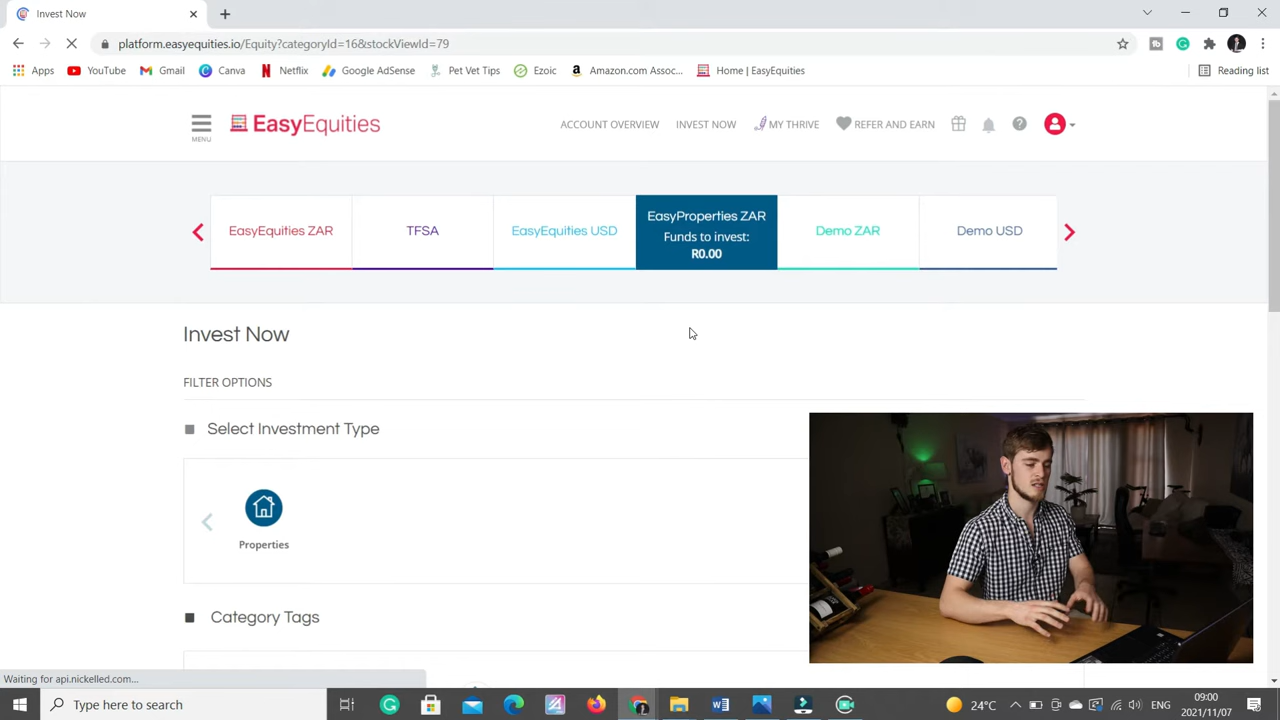 Invest Now
platform.easyequities.io/Equity?categoryId=16&stockViewId=79
Apps YouTube Gmail Canva Netflix Google AdSense Pet Vet Tips Ezoic Amazon.com Assoc... Home | EasyEquities Reading list
MENU
EasyEquities
ACCOUNT OVERVIEW INVEST NOW MY THRIVE REFER AND EARN
EasyEquities ZAR
TFSA
EasyEquities USD
EasyProperties ZAR
Funds to invest:
R0.00
Demo ZAR
Demo USD
Invest Now
FILTER OPTIONS
Select Investment Type
Properties
Category Tags
Waiting for api.nickelled.com...
Type here to search
24°C
ENG
09:00
2021/11/07